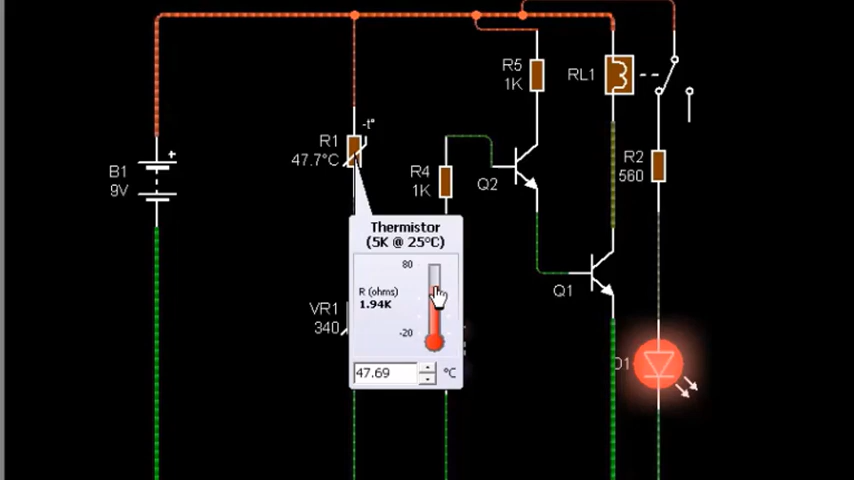 R5
1K
RL1
-t°
R1
47.7°C
R4
1K
Q2
R2
560
B1
9V
+
Thermistor
(5K @ 25°C)
80
R (ohms)
1.94K
-20
47.69 °C
VR1
340
Q1
D1